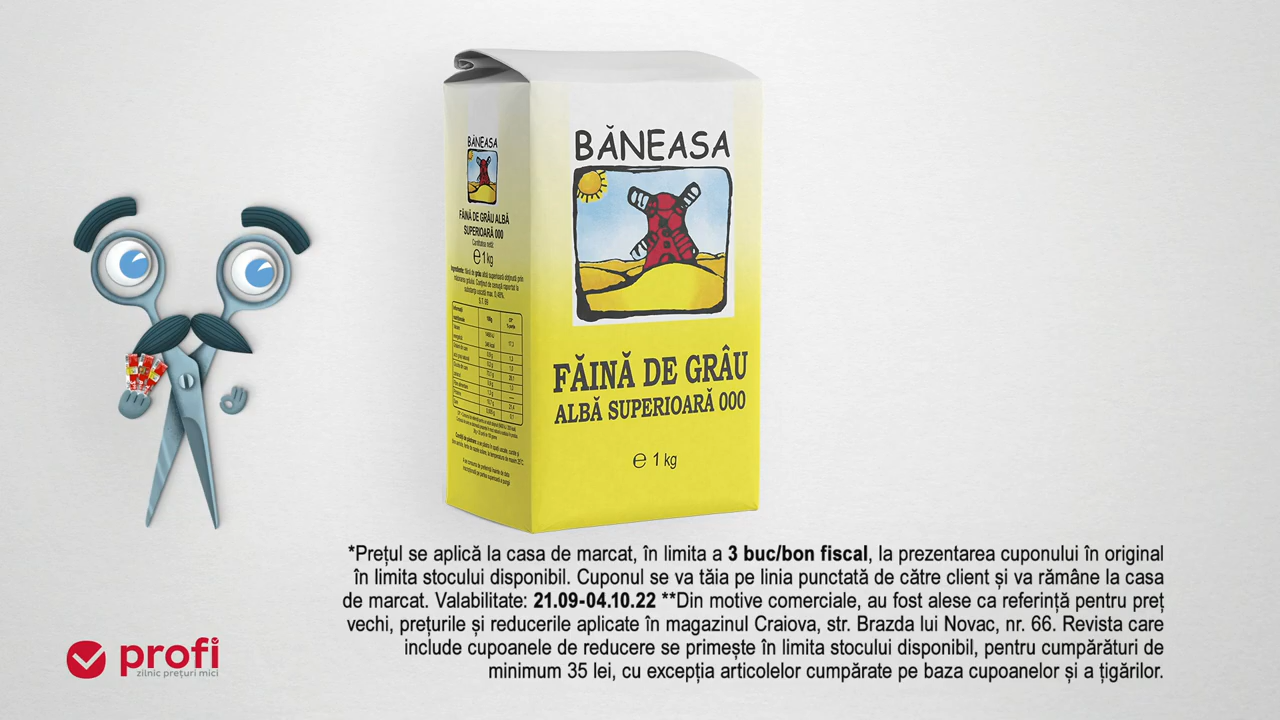 BĂNEASA
BĂNEASA
FĂINĂ DE GRÂU ALBĂ
SUPERIOARĂ 000
Cantitatea netă:
℮ 1 kg
FĂINĂ DE GRÂU
ALBĂ SUPERIOARĂ 000
℮ 1 kg
*Prețul se aplică la casa de marcat, în limita a 3 buc/bon fiscal, la prezentarea cuponului în original
în limita stocului disponibil. Cuponul se va tăia pe linia punctată de către client și va rămâne la casa
de marcat. Valabilitate: 21.09-04.10.22 **Din motive comerciale, au fost alese ca referință pentru preț
vechi, prețurile și reducerile aplicate în magazinul Craiova, str. Brazda lui Novac, nr. 66. Revista care
include cupoanele de reducere se primește în limita stocului disponibil, pentru cumpărături de
minimum 35 lei, cu excepția articolelor cumpărate pe baza cupoanelor și a țigărilor.
profi
zilnic prețuri mici